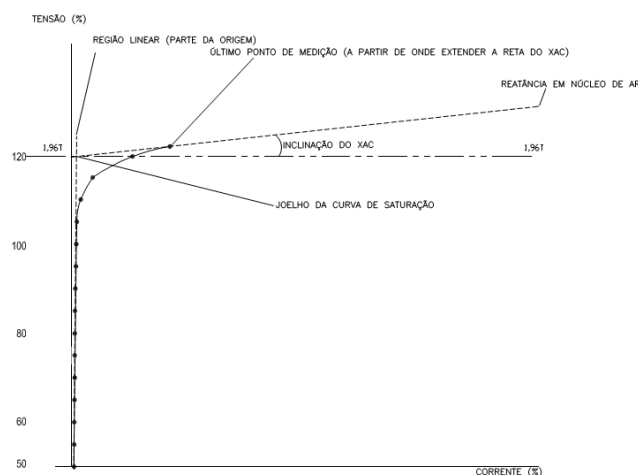 TENSÃO (%)
REGIÃO LINEAR (PARTE DA ORIGEM)
ÚLTIMO PONTO DE MEDIÇÃO (A PARTIR DE ONDE EXTENDER A RETA DO XAC)
REATÂNCIA EM NÚCLEO DE AR
1,96T
1,96T
120
INCLINAÇÃO DO XAC
JOELHO DA CURVA DE SATURAÇÃO
100
80
60
50
CORRENTE (%)